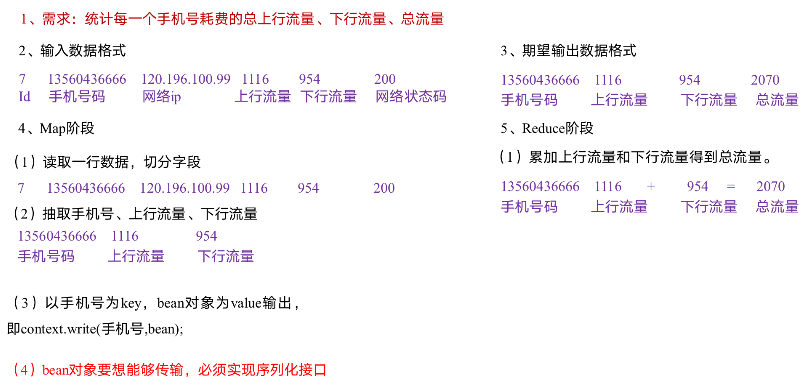 1、需求：统计每一个手机号耗费的总上行流量、下行流量、总流量
2、输入数据格式
7 13560436666 120.196.100.99 1116 954 200
Id 手机号码 网络ip 上行流量 下行流量 网络状态码
3、期望输出数据格式
13560436666 1116 954 2070
手机号码 上行流量 下行流量 总流量
4、Map阶段
（1）读取一行数据，切分字段
7 13560436666 120.196.100.99 1116 954 200
（2）抽取手机号、上行流量、下行流量
13560436666 1116 954
手机号码 上行流量 下行流量
（3）以手机号为key，bean对象为value输出，
即context.write(手机号,bean);
（4）bean对象要想能够传输，必须实现序列化接口
5、Reduce阶段
（1）累加上行流量和下行流量得到总流量。
13560436666 1116 + 954 = 2070
手机号码 上行流量 下行流量 总流量